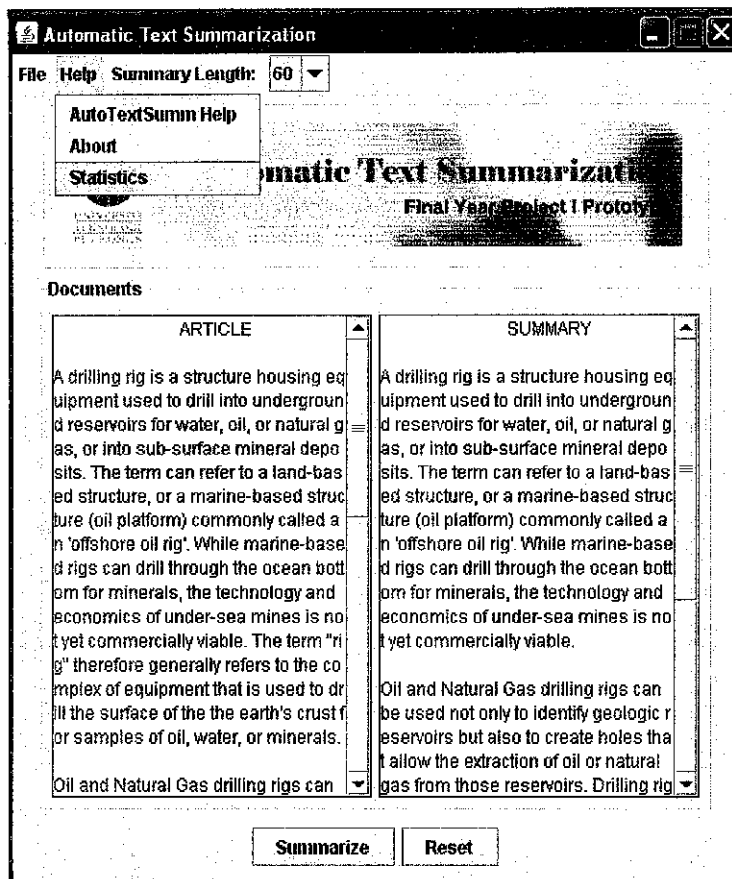 Automatic Text Summarization
File Help Summary Length: 60
AutoTextSumm Help
About
Statistics
omatic Text Summarizati
Final Year Project I Prototy
Documents
ARTICLE
A drilling rig is a structure housing eq
uipment used to drill into undergroun
d reservoirs for water, oil, or natural g
as, or into sub-surface mineral depo
sits. The term can refer to a land-bas
ed structure, or a marine-based struc
ture (oil platform) commonly called a
n 'offshore oil rig'. While marine-base
d rigs can drill through the ocean bott
om for minerals, the technology and
economics of under-sea mines is no
t yet commercially viable. The term "ri
g" therefore generally refers to the co
mplex of equipment that is used to dr
ill the surface of the the earth's crust f
or samples of oil, water, or minerals.
Oil and Natural Gas drilling rigs can
SUMMARY
A drilling rig is a structure housing eq
uipment used to drill into undergroun
d reservoirs for water, oil, or natural g
as, or into sub-surface mineral depo
sits. The term can refer to a land-bas
ed structure, or a marine-based struc
ture (oil platform) commonly called a
n 'offshore oil rig'. While marine-base
d rigs can drill through the ocean bott
om for minerals, the technology and
economics of under-sea mines is no
t yet commercially viable.
Oil and Natural Gas drilling rigs can
be used not only to identify geologic r
eservoirs but also to create holes tha
t allow the extraction of oil or natural
gas from those reservoirs. Drilling rig
Summarize Reset